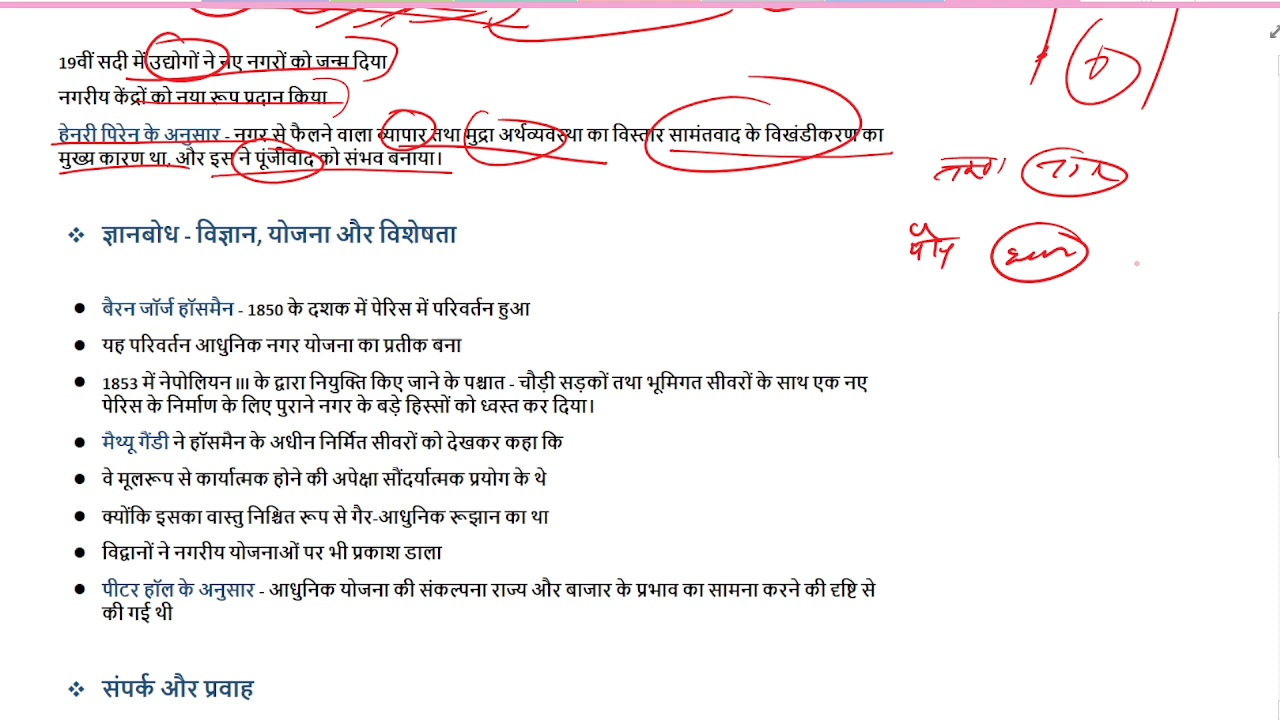 19वीं सदी में उद्योगों ने नए नगरों को जन्म दिया
नगरीय केंद्रों को नया रूप प्रदान किया
हेनरी पिरेन के अनुसार - नगर से फैलने वाला व्यापार तथा मुद्रा अर्थव्यवस्था का विस्तार सामंतवाद के विखंडीकरण का
मुख्य कारण था, और इस ने पूंजीवाद को संभव बनाया।
❖ ज्ञानबोध - विज्ञान, योजना और विशेषता
● बैरन जॉर्ज हॉसमैन - 1850 के दशक में पेरिस में परिवर्तन हुआ
● यह परिवर्तन आधुनिक नगर योजना का प्रतीक बना
● 1853 में नेपोलियन III के द्वारा नियुक्ति किए जाने के पश्चात - चौड़ी सड़कों तथा भूमिगत सीवरों के साथ एक नए
पेरिस के निर्माण के लिए पुराने नगर के बड़े हिस्सों को ध्वस्त कर दिया।
● मैथ्यू गैंडी ने हॉसमैन के अधीन निर्मित सीवरों को देखकर कहा कि
● वे मूलरूप से कार्यात्मक होने की अपेक्षा सौंदर्यात्मक प्रयोग के थे
● क्योंकि इसका वास्तु निश्चित रूप से गैर-आधुनिक रूझान का था
● विद्वानों ने नगरीय योजनाओं पर भी प्रकाश डाला
● पीटर हॉल के अनुसार - आधुनिक योजना की संकल्पना राज्य और बाजार के प्रभाव का सामना करने की दृष्टि से
की गई थी
❖ संपर्क और प्रवाह